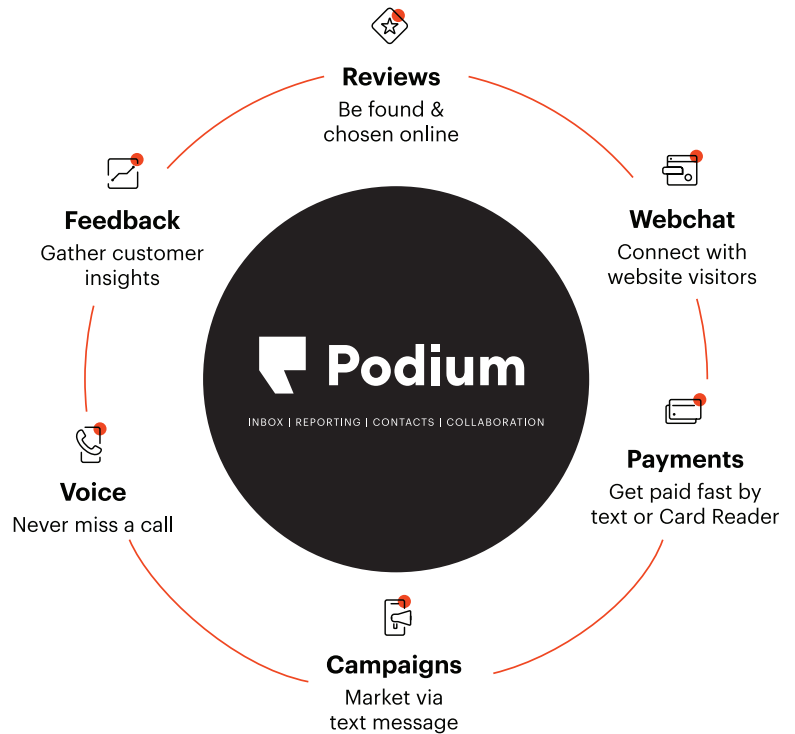 Reviews
Be found &
chosen online
Webchat
Connect with
website visitors
Payments
Get paid fast by
text or Card Reader
Campaigns
Market via
text message
Voice
Never miss a call
Feedback
Gather customer
insights
Podium
INBOX | REPORTING | CONTACTS | COLLABORATION